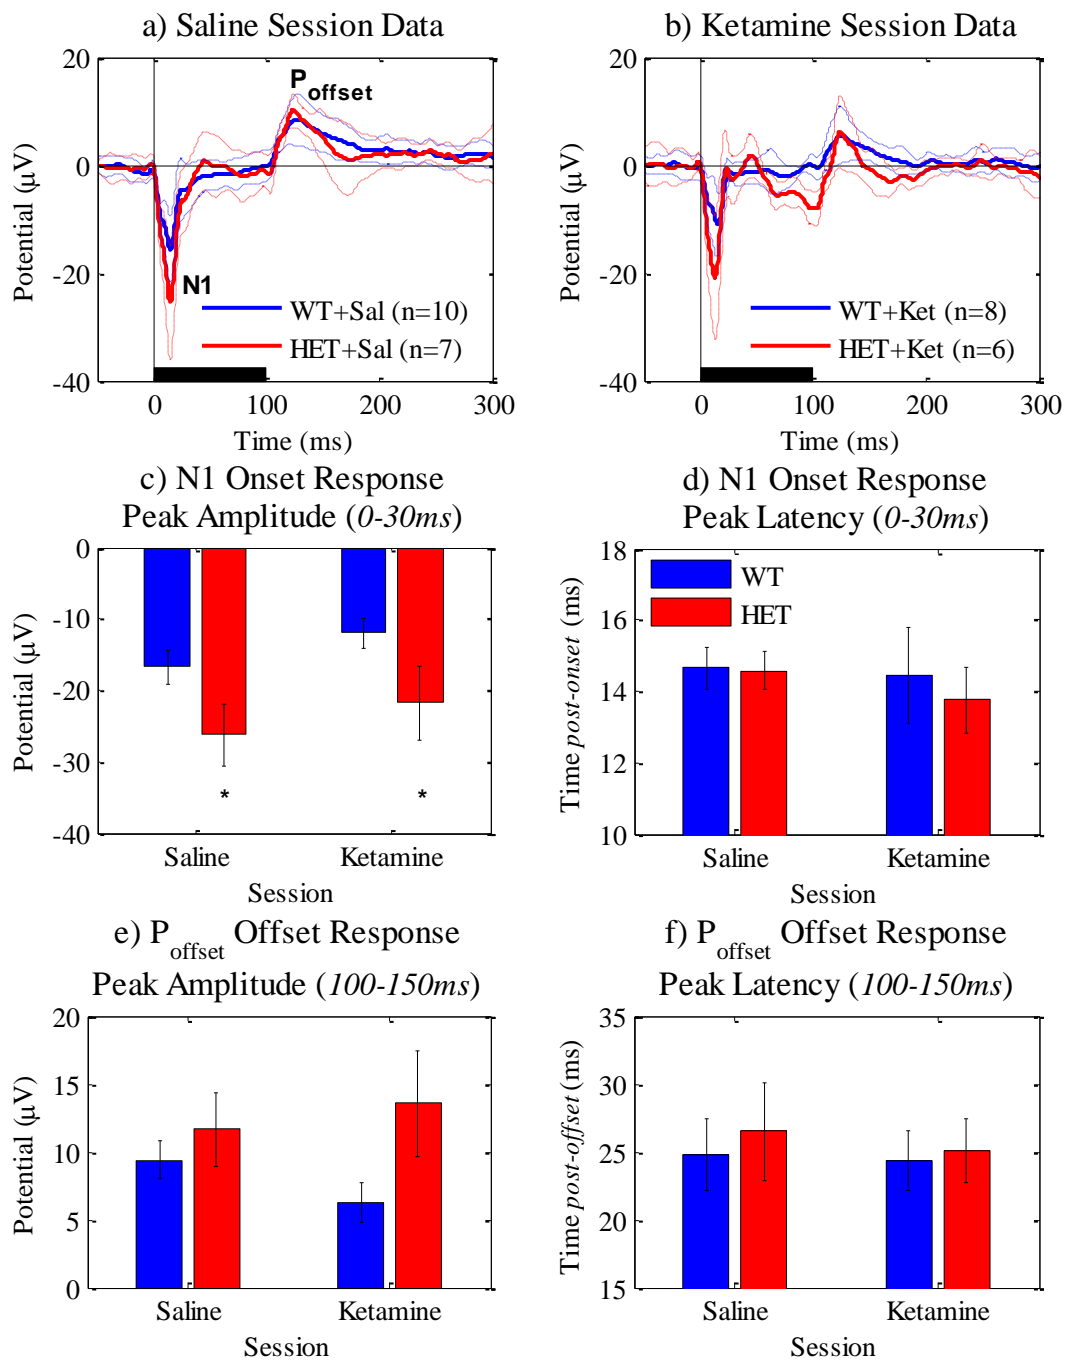 a) Saline Session Data
20
0
-20
-40
Potential (μV)
P offset
N1
WT+Sal (n=10)
HET+Sal (n=7)
0
100
200
300
Time (ms)
b) Ketamine Session Data
20
0
-20
-40
Potential (μV)
WT+Ket (n=8)
HET+Ket (n=6)
0
100
200
300
Time (ms)
c) N1 Onset Response
Peak Amplitude (0-30ms)
0
-10
-20
-30
-40
Potential (μV)
*
*
Saline
Ketamine
Session
d) N1 Onset Response
Peak Latency (0-30ms)
18
16
14
12
10
Time post-onset (ms)
WT
HET
Saline
Ketamine
Session
e) Poffset Offset Response
Peak Amplitude (100-150ms)
20
15
10
5
0
Potential (μV)
Saline
Ketamine
Session
f) Poffset Offset Response
Peak Latency (100-150ms)
35
30
25
20
15
Time post-offset (ms)
Saline
Ketamine
Session